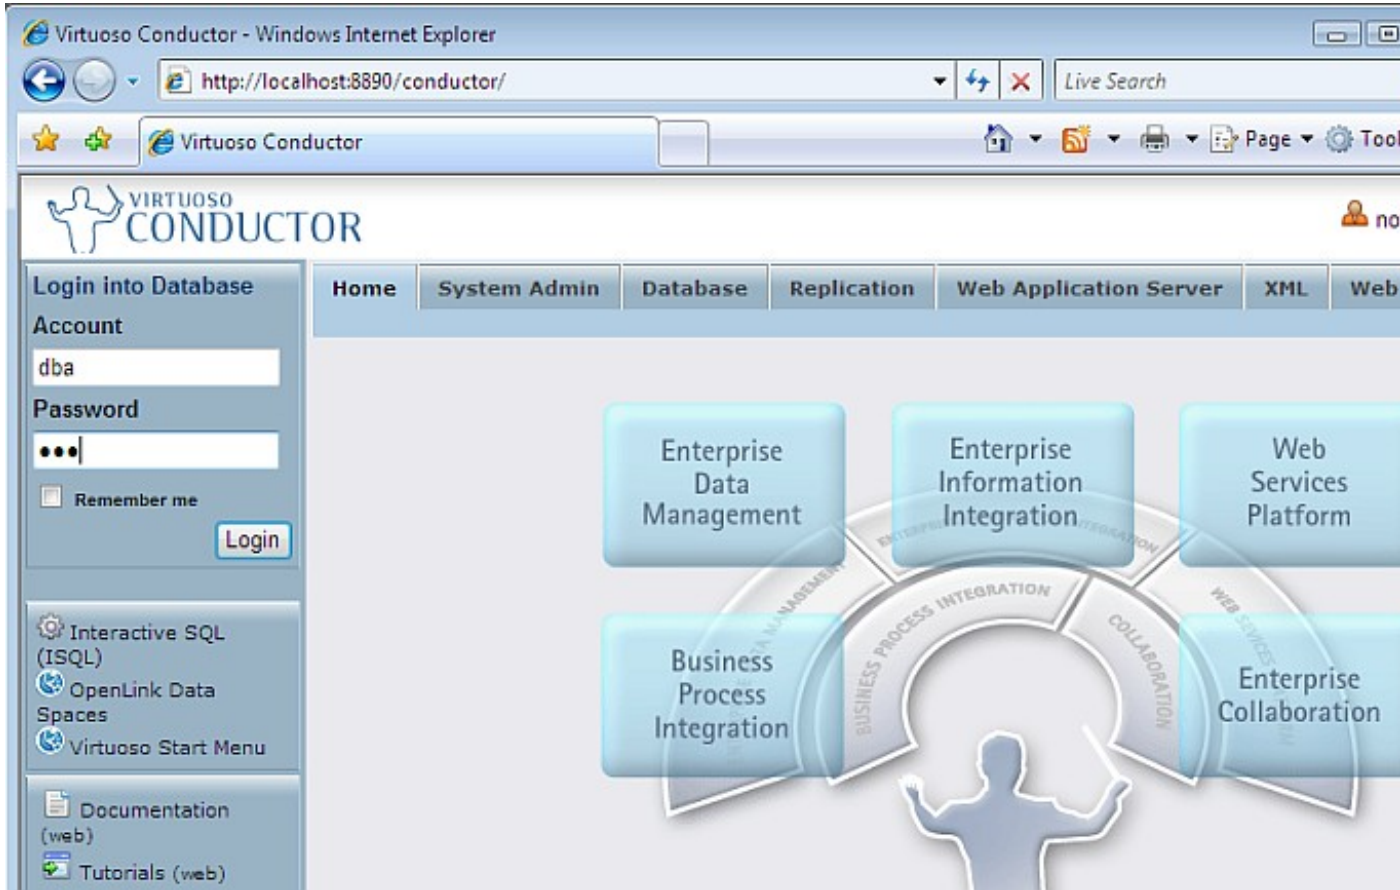 Virtuoso Conductor - Windows Internet Explorer
http://localhost:8890/conductor/
Live Search
Virtuoso Conductor
Page
VIRTUOSO
CONDUCTOR
Login into Database
Account
dba
Password
•••
Remember me
Login
Interactive SQL
(ISQL)
OpenLink Data
Spaces
Virtuoso Start Menu
Documentation
(web)
Tutorials (web)
Home System Admin Database Replication Web Application Server XML Web
Enterprise
Data
Management
Enterprise
Information
Integration
Web
Services
Platform
Business
Process
Integration
Enterprise
Collaboration
MANAGEMENT
INTEGRATION
BUSINESS PROCESS INTEGRATION
COLLABORATION